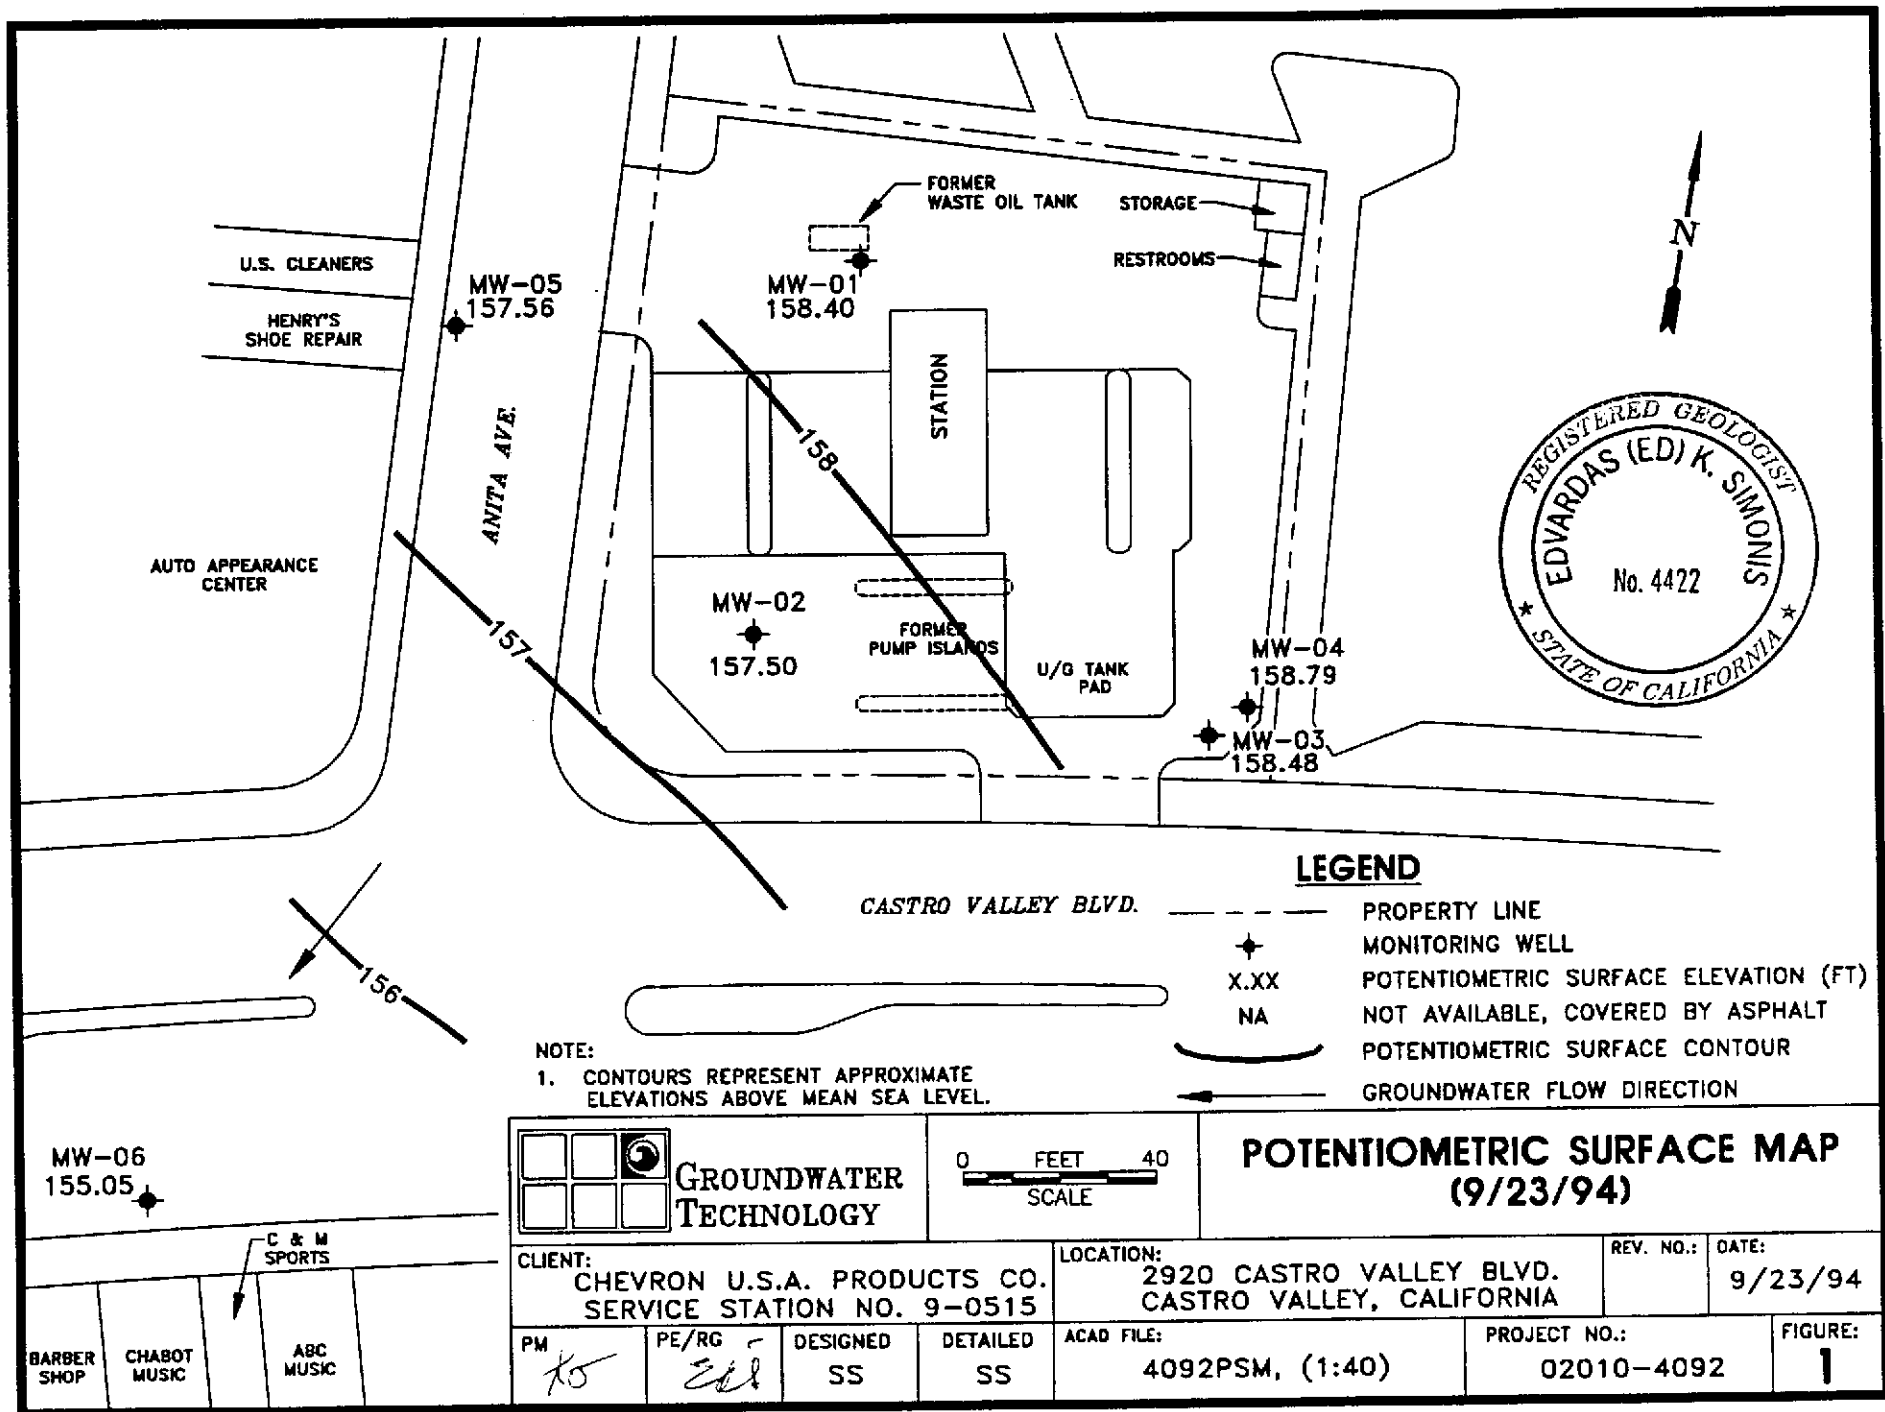 FORMER
WASTE OIL TANK
STORAGE
RESTROOMS
N
U.S. CLEANERS
HENRY'S
SHOE REPAIR
MW-05
157.56
MW-01
158.40
STATION
ANITA AVE.
158
AUTO APPEARANCE
CENTER
157
MW-02
157.50
FORMER
PUMP ISLANDS
U/G TANK
PAD
MW-04
158.79
MW-03
158.48
REGISTERED GEOLOGIST
EDVARDAS (ED) K. SIMONIS
No. 4422
★ STATE OF CALIFORNIA ★
CASTRO VALLEY BLVD.
156
LEGEND
PROPERTY LINE
MONITORING WELL
X.XX POTENTIOMETRIC SURFACE ELEVATION (FT)
NA NOT AVAILABLE, COVERED BY ASPHALT
POTENTIOMETRIC SURFACE CONTOUR
GROUNDWATER FLOW DIRECTION
NOTE:
1. CONTOURS REPRESENT APPROXIMATE
ELEVATIONS ABOVE MEAN SEA LEVEL.
MW-06
155.05
C & M
SPORTS
BARBER
SHOP
CHABOT
MUSIC
ABC
MUSIC
GROUNDWATER
TECHNOLOGY
0 FEET 40
SCALE
POTENTIOMETRIC SURFACE MAP
(9/23/94)
CLIENT:
CHEVRON U.S.A. PRODUCTS CO.
SERVICE STATION NO. 9-0515
LOCATION:
2920 CASTRO VALLEY BLVD.
CASTRO VALLEY, CALIFORNIA
REV. NO.:
DATE:
9/23/94
PM
PE/RG
DESIGNED
SS
DETAILED
SS
ACAD FILE:
4092PSM, (1:40)
PROJECT NO.:
02010-4092
FIGURE:
1